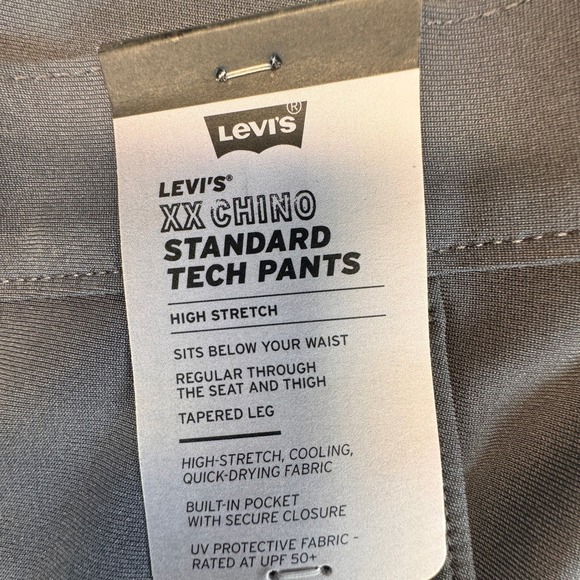 LEVI'S®
LEVI'S®
XX CHINO
STANDARD
TECH PANTS
HIGH STRETCH
SITS BELOW YOUR WAIST
REGULAR THROUGH
THE SEAT AND THIGH
TAPERED LEG
HIGH-STRETCH, COOLING,
QUICK-DRYING FABRIC
BUILT-IN POCKET
WITH SECURE CLOSURE
UV PROTECTIVE FABRIC –
RATED AT UPF 50+